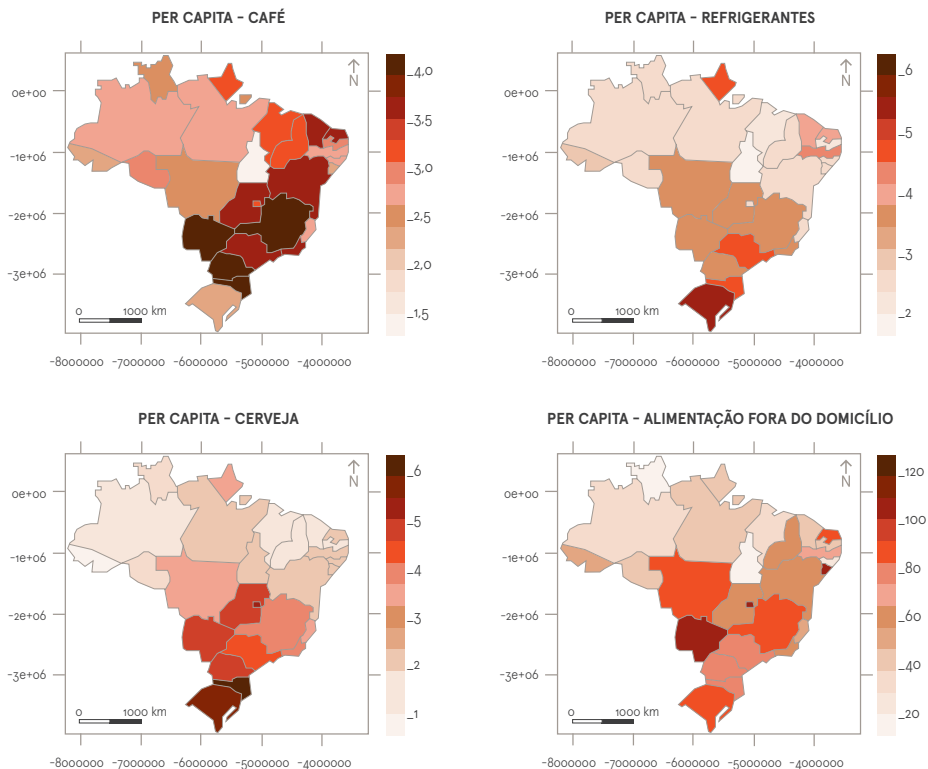 PER CAPITA - CAFÉ
0e+00
-1e+06
-2e+06
-3e+06
N
0 1000 km
-8000000 -7000000 -6000000 -5000000 -4000000
4,0
3,5
3,0
2,5
2,0
1,5
PER CAPITA - REFRIGERANTES
0e+00
-1e+06
-2e+06
-3e+06
N
0 1000 km
-8000000 -7000000 -6000000 -5000000 -4000000
6
5
4
3
2
PER CAPITA - CERVEJA
0e+00
-1e+06
-2e+06
-3e+06
N
0 1000 km
-8000000 -7000000 -6000000 -5000000 -4000000
6
5
4
3
2
1
PER CAPITA - ALIMENTAÇÃO FORA DO DOMICÍLIO
0e+00
-1e+06
-2e+06
-3e+06
N
0 1000 km
-8000000 -7000000 -6000000 -5000000 -4000000
120
100
80
60
40
20